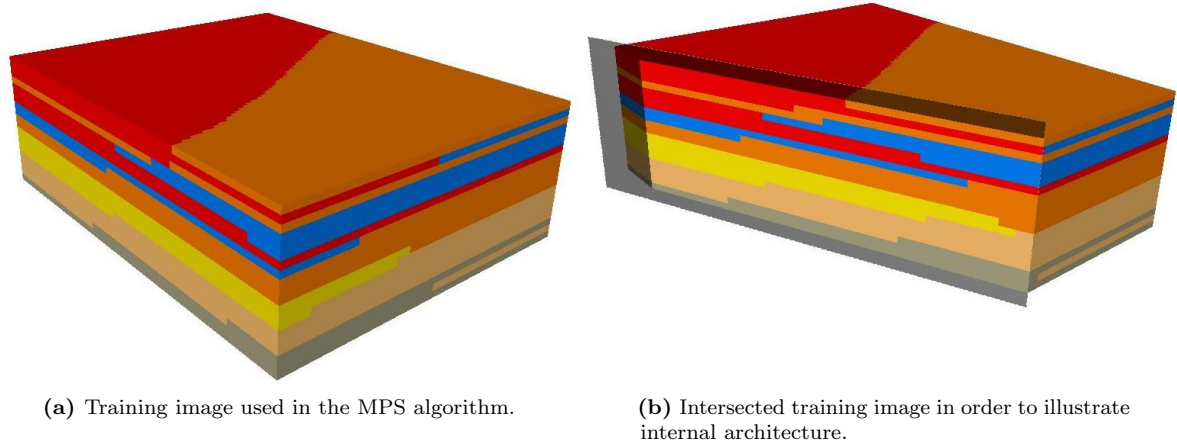 (a) Training image used in the MPS algorithm.
(b) Intersected training image in order to illustrate
internal architecture.